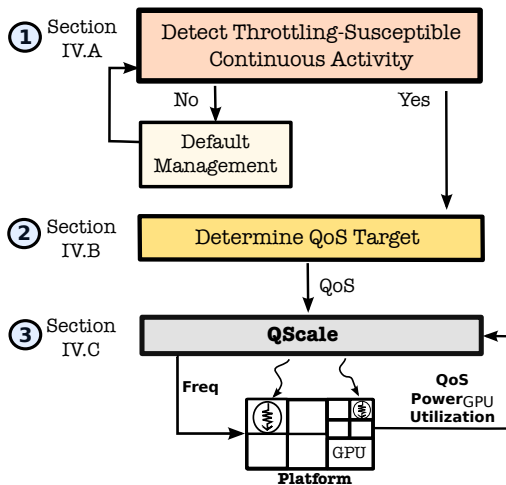 1 Section
IV.A
Detect Throttling-Susceptible
Continuous Activity
No
Yes
Default
Management
2 Section
IV.B
Determine QoS Target
QoS
3 Section
IV.C
QScale
Freq
QoS
PowerGPU
Utilization
GPU
Platform